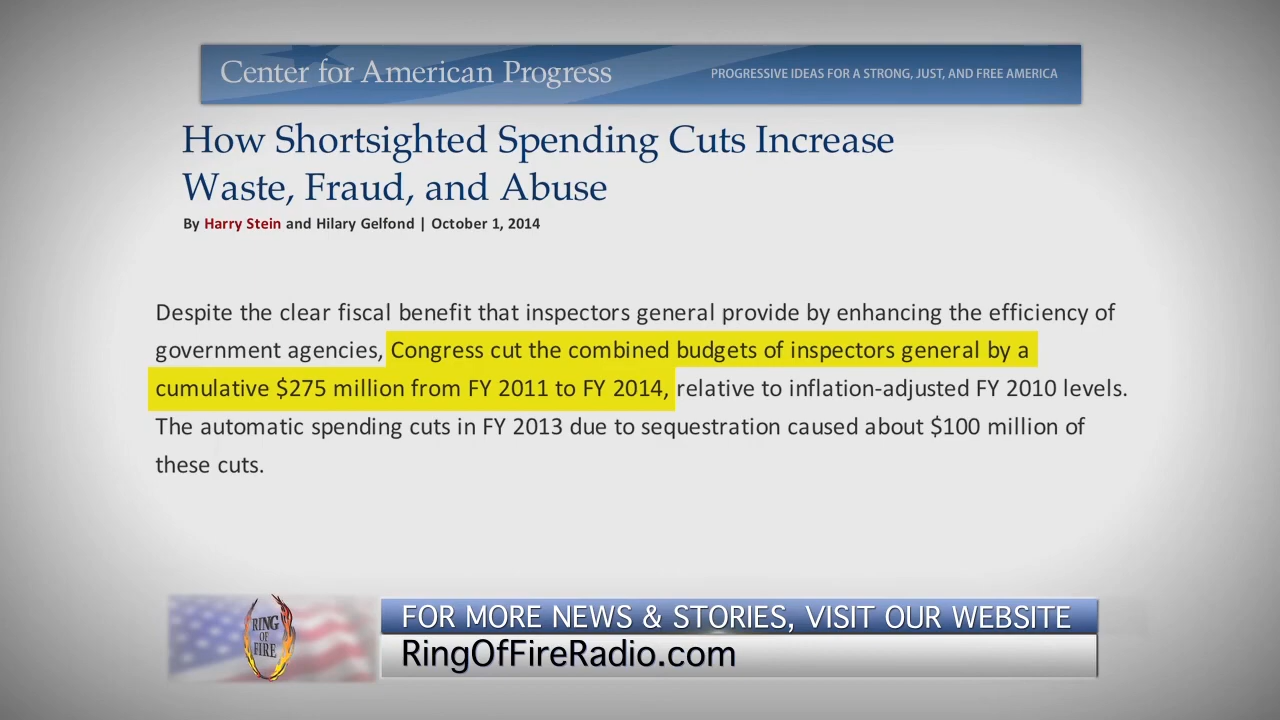 Center for American Progress
PROGRESSIVE IDEAS FOR A STRONG, JUST, AND FREE AMERICA
How Shortsighted Spending Cuts Increase
Waste, Fraud, and Abuse
By Harry Stein and Hilary Gelfond | October 1, 2014
Despite the clear fiscal benefit that inspectors general provide by enhancing the efficiency of
government agencies, Congress cut the combined budgets of inspectors general by a
cumulative $275 million from FY 2011 to FY 2014, relative to inflation-adjusted FY 2010 levels.
The automatic spending cuts in FY 2013 due to sequestration caused about $100 million of
these cuts.
RING
OF
FIRE
FOR MORE NEWS & STORIES, VISIT OUR WEBSITE
RingOfFireRadio.com